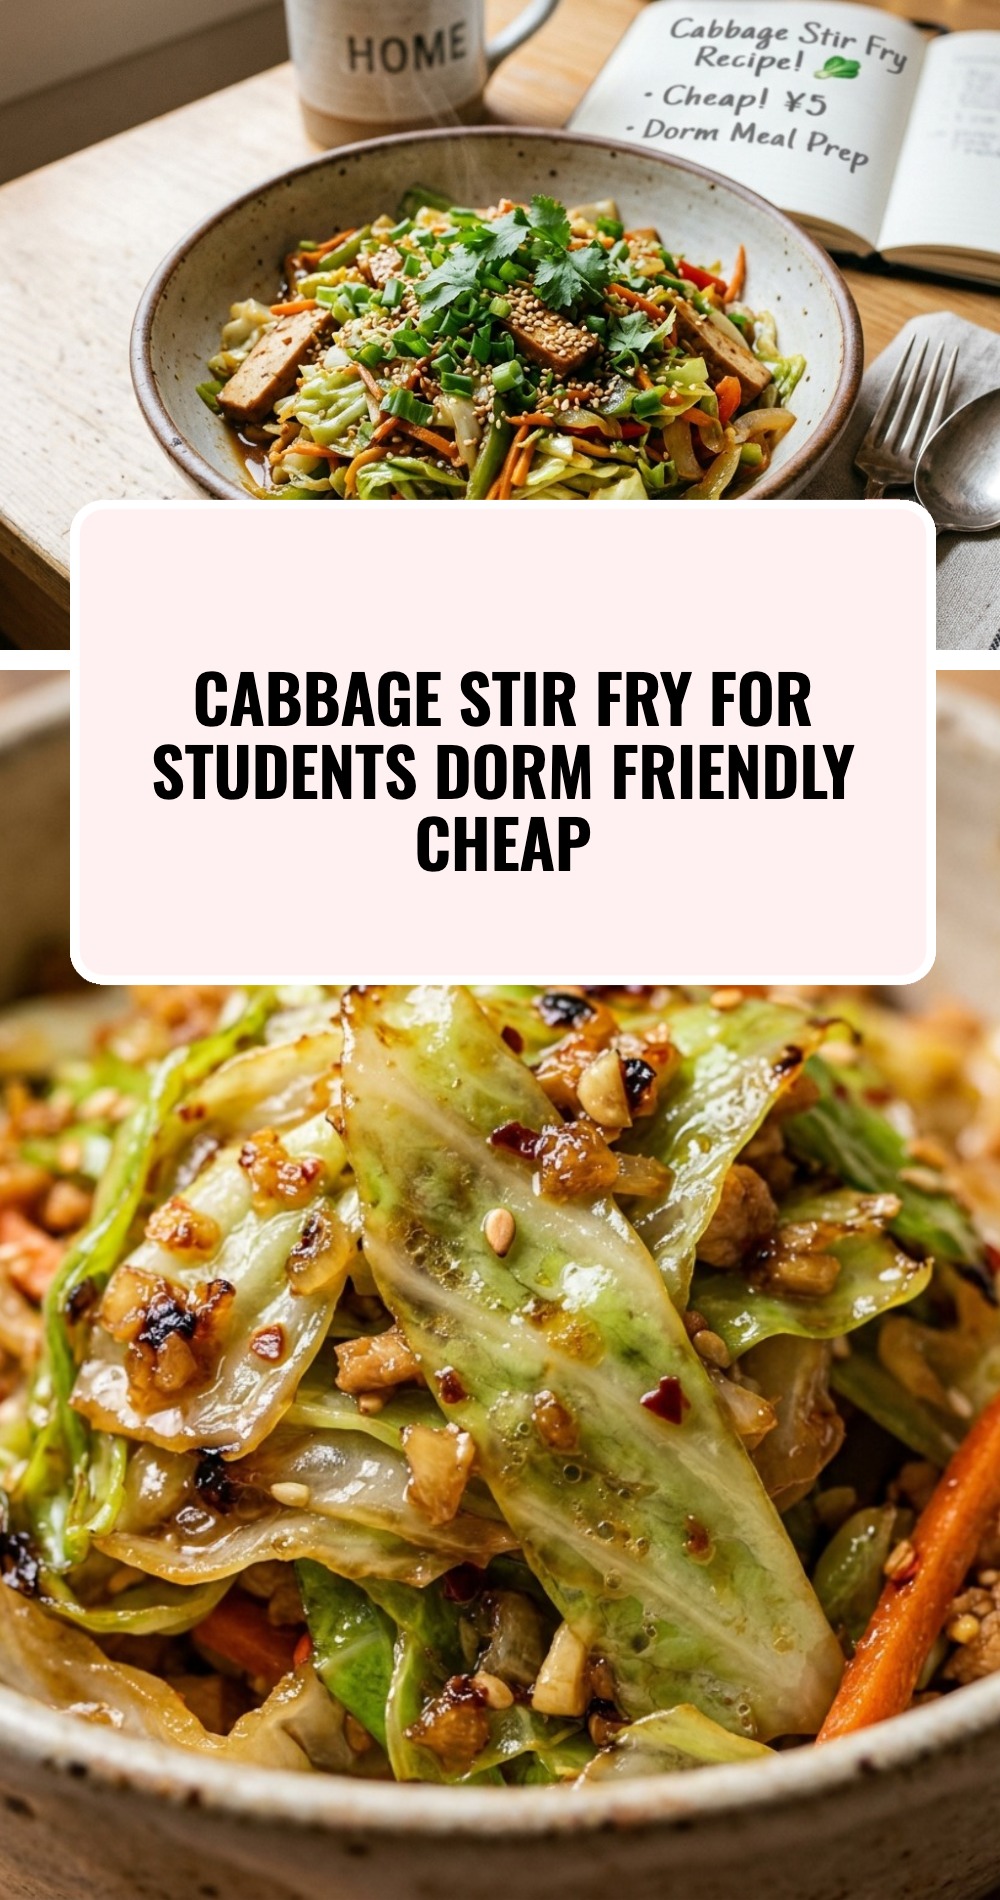 HOME
Cabbage Stir Fry
Recipe! 🥬
• Cheap! ¥5
• Dorm Meal Prep
CABBAGE STIR FRY FOR
STUDENTS DORM FRIENDLY
CHEAP